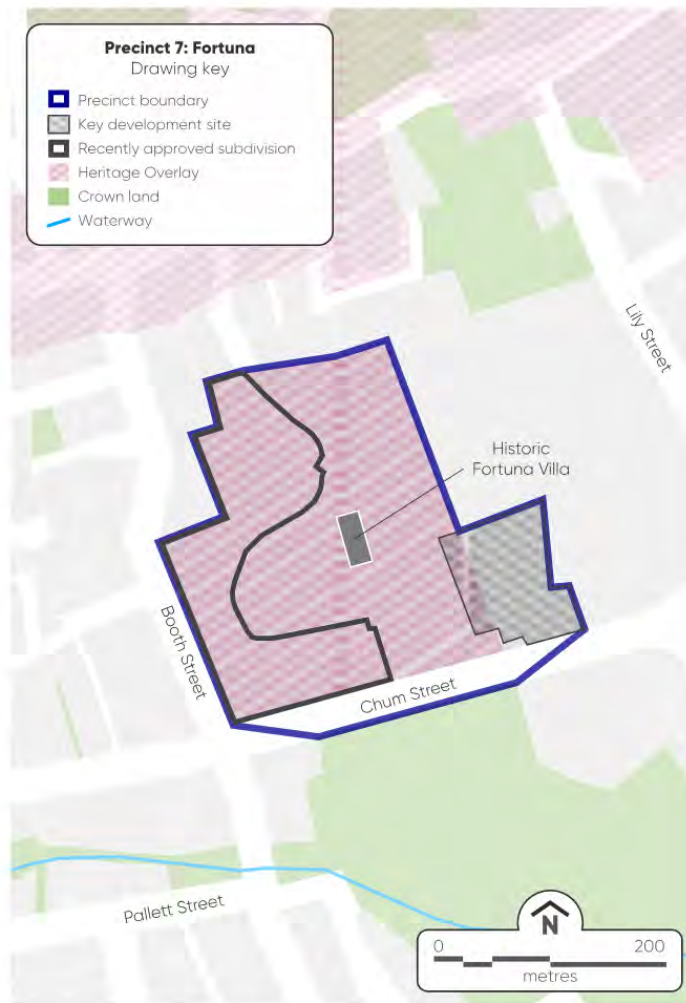 Precinct 7: Fortuna
Drawing key
Precinct boundary
Key development site
Recently approved subdivision
Heritage Overlay
Crown land
Waterway
Lily Street
Historic
Fortuna Villa
Booth Street
Chum Street
Pallett Street
N
0 200
metres